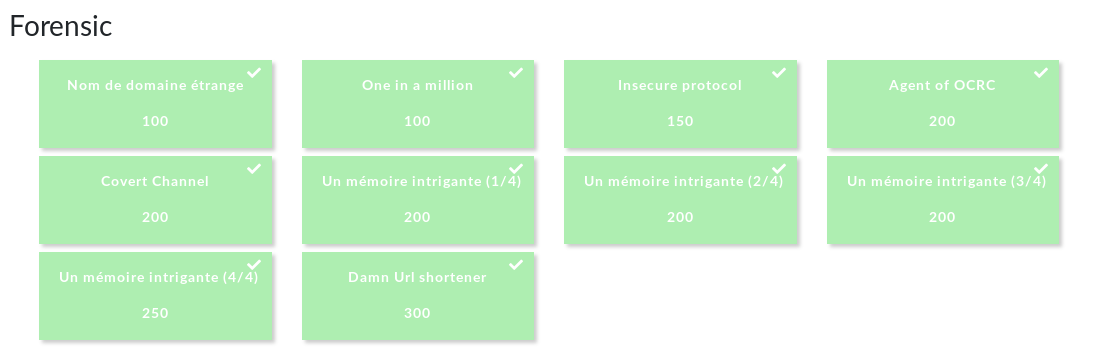 Forensic
Nom de domaine étrange
100
One in a million
100
Insecure protocol
150
Agent of OCRC
200
Covert Channel
200
Un mémoire intrigante (1/4)
200
Un mémoire intrigante (2/4)
200
Un mémoire intrigante (3/4)
200
Un mémoire intrigante (4/4)
250
Damn Url shortener
300